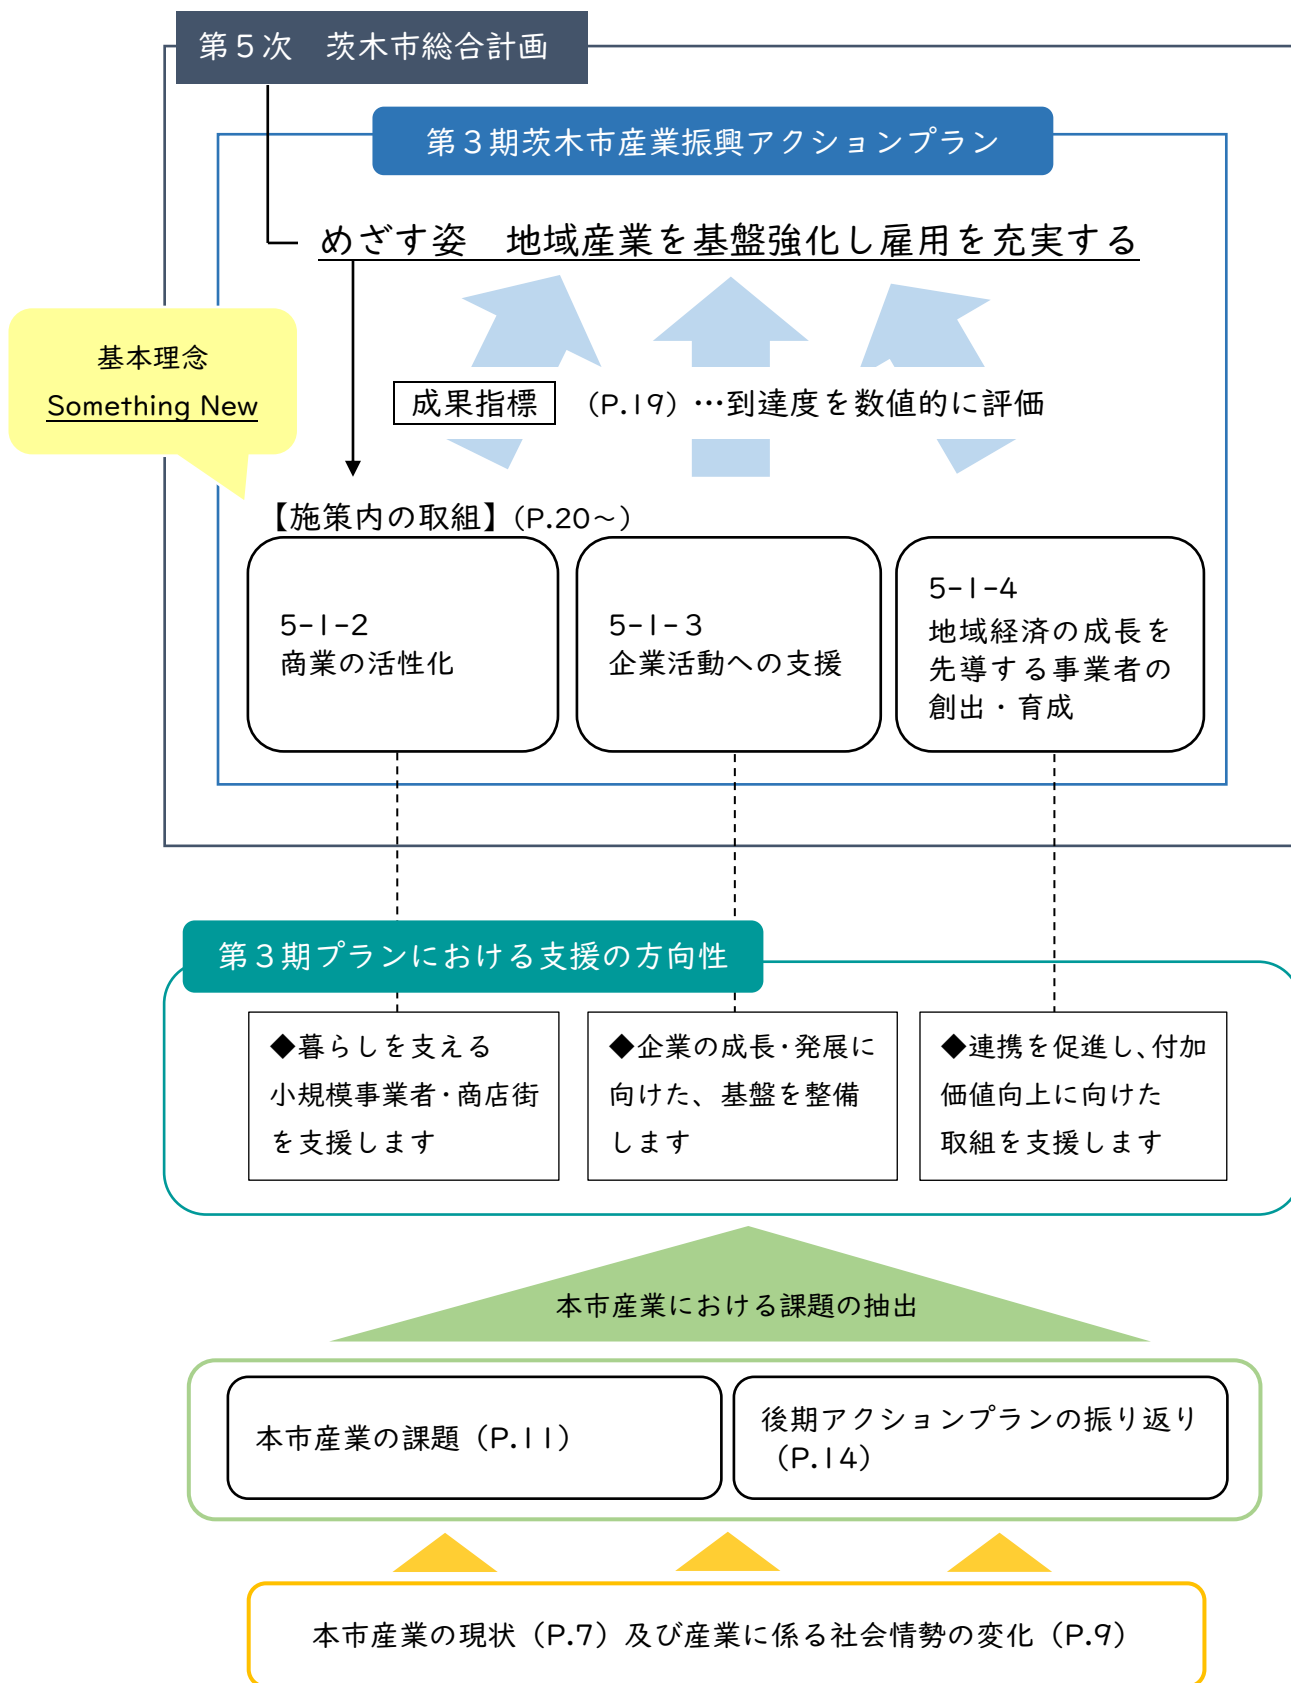 第５次　茨木市総合計画
第３期茨木市産業振興アクションプラン
めざす姿　地域産業を基盤強化し雇用を充実する
基本理念
Something New
成果指標　（P.19）…到達度を数値的に評価
【施策内の取組】（P.20～）
5-1-2
商業の活性化
5-1-3
企業活動への支援
5-1-4
地域経済の成長を
先導する事業者の
創出・育成
第３期プランにおける支援の方向性
◆暮らしを支える
小規模事業者・商店街
を支援します
◆企業の成長・発展に
向けた、基盤を整備
します
◆連携を促進し、付加
価値向上に向けた
取組を支援します
本市産業における課題の抽出
本市産業の課題（P.11）
後期アクションプランの振り返り
（P.14）
本市産業の現状（P.7）及び産業に係る社会情勢の変化（P.9）